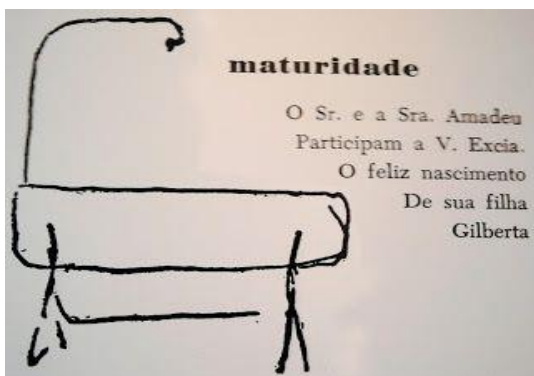 maturidade
O Sr. e a Sra. Amadeu
Participam a V. Excia.
O feliz nascimento
De sua filha
Gilberta